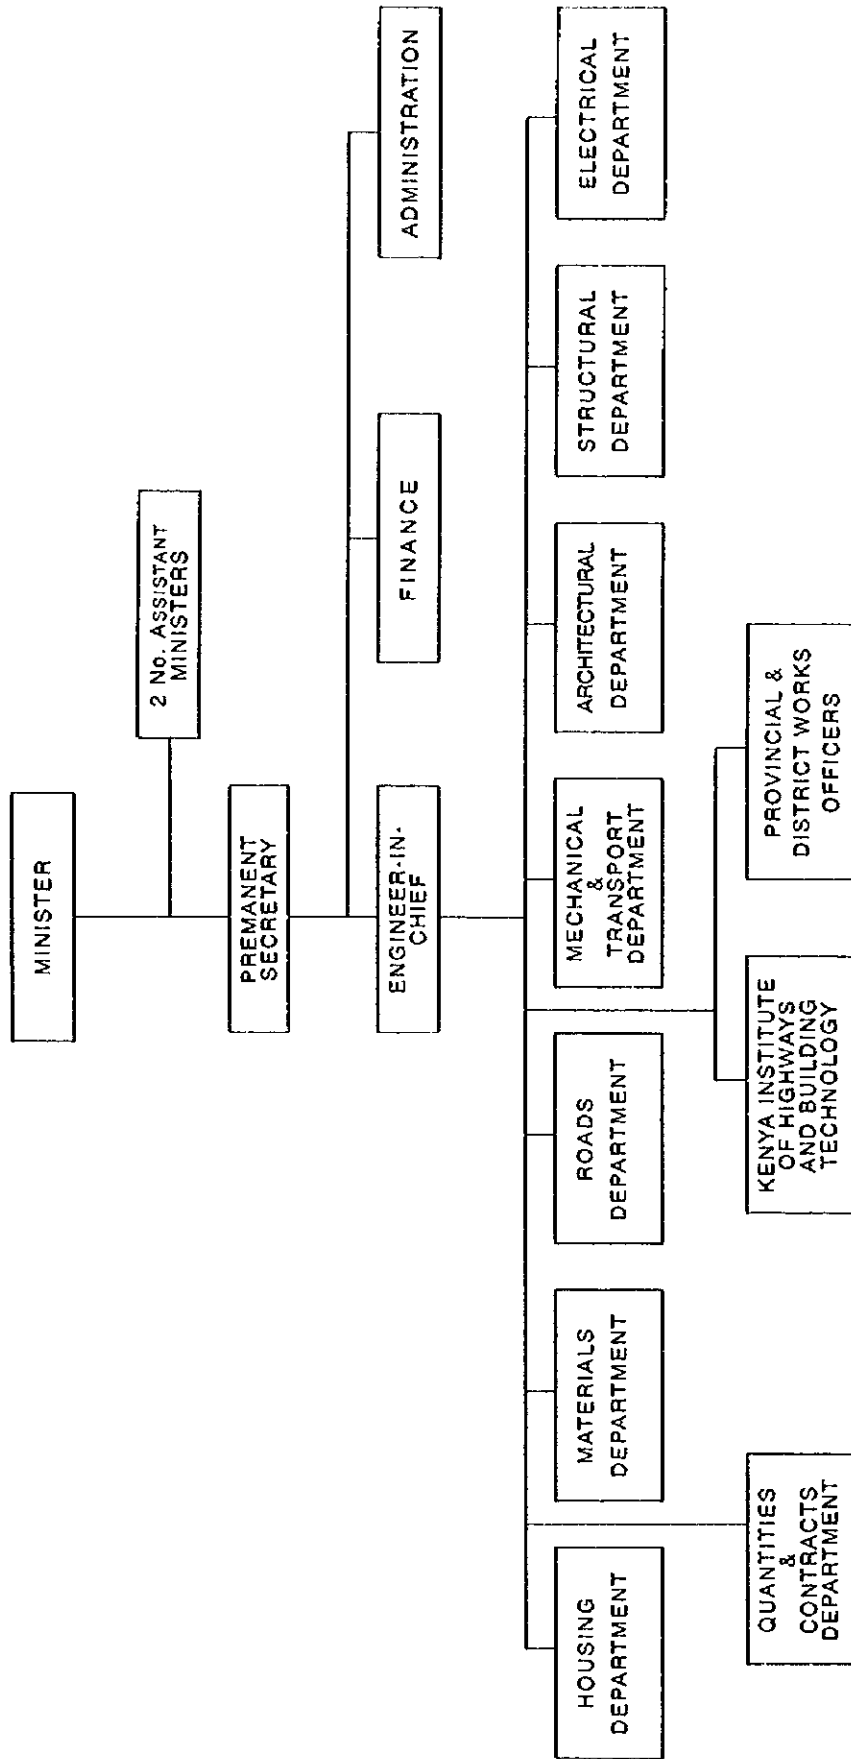 MINISTER
2 No. ASSISTANT
MINISTERS
PREMANENT
SECRETARY
ENGINEER-IN-
CHIEF
FINANCE
ADMINISTRATION
HOUSING
DEPARTMENT
MATERIALS
DEPARTMENT
ROADS
DEPARTMENT
MECHANICAL
&
TRANSPORT
DEPARTMENT
ARCHITECTURAL
DEPARTMENT
STRUCTURAL
DEPARTMENT
ELECTRICAL
DEPARTMENT
QUANTITIES
&
CONTRACTS
DEPARTMENT
KENYA INSTITUTE
OF HIGHWAYS
AND BUILDING
TECHNOLOGY
PROVINCIAL &
DISTRICT WORKS
OFFICERS